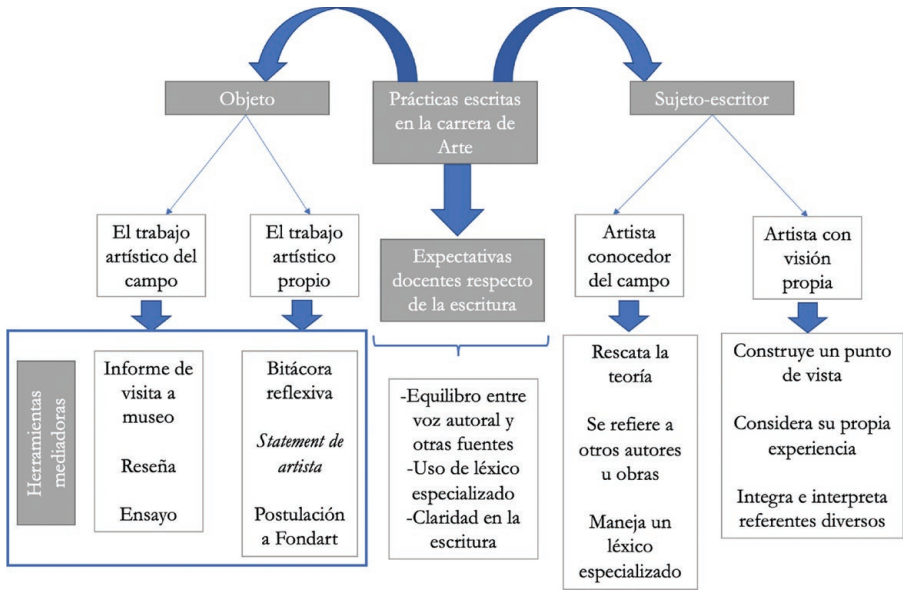 Objeto
Prácticas escritas
en la carrera de
Arte
Sujeto-escritor
El trabajo
artístico del
campo
El trabajo
artístico
propio
Expectativas
docentes respecto
de la escritura
Artista
conocedor
del campo
Artista con
visión
propia
Herramientas
mediadoras
Informe de
visita a
museo
Reseña
Ensayo
Bitácora
reflexiva
Statement de
artista
Postulación
a Fondart
-Equilibro entre
voz autoral y
otras fuentes
-Uso de léxico
especializado
-Claridad en la
escritura
Rescata la
teoría
Se refiere a
otros autores
u obras
Maneja un
léxico
especializado
Construye un punto
de vista
Considera su propia
experiencia
Integra e interpreta
referentes diversos